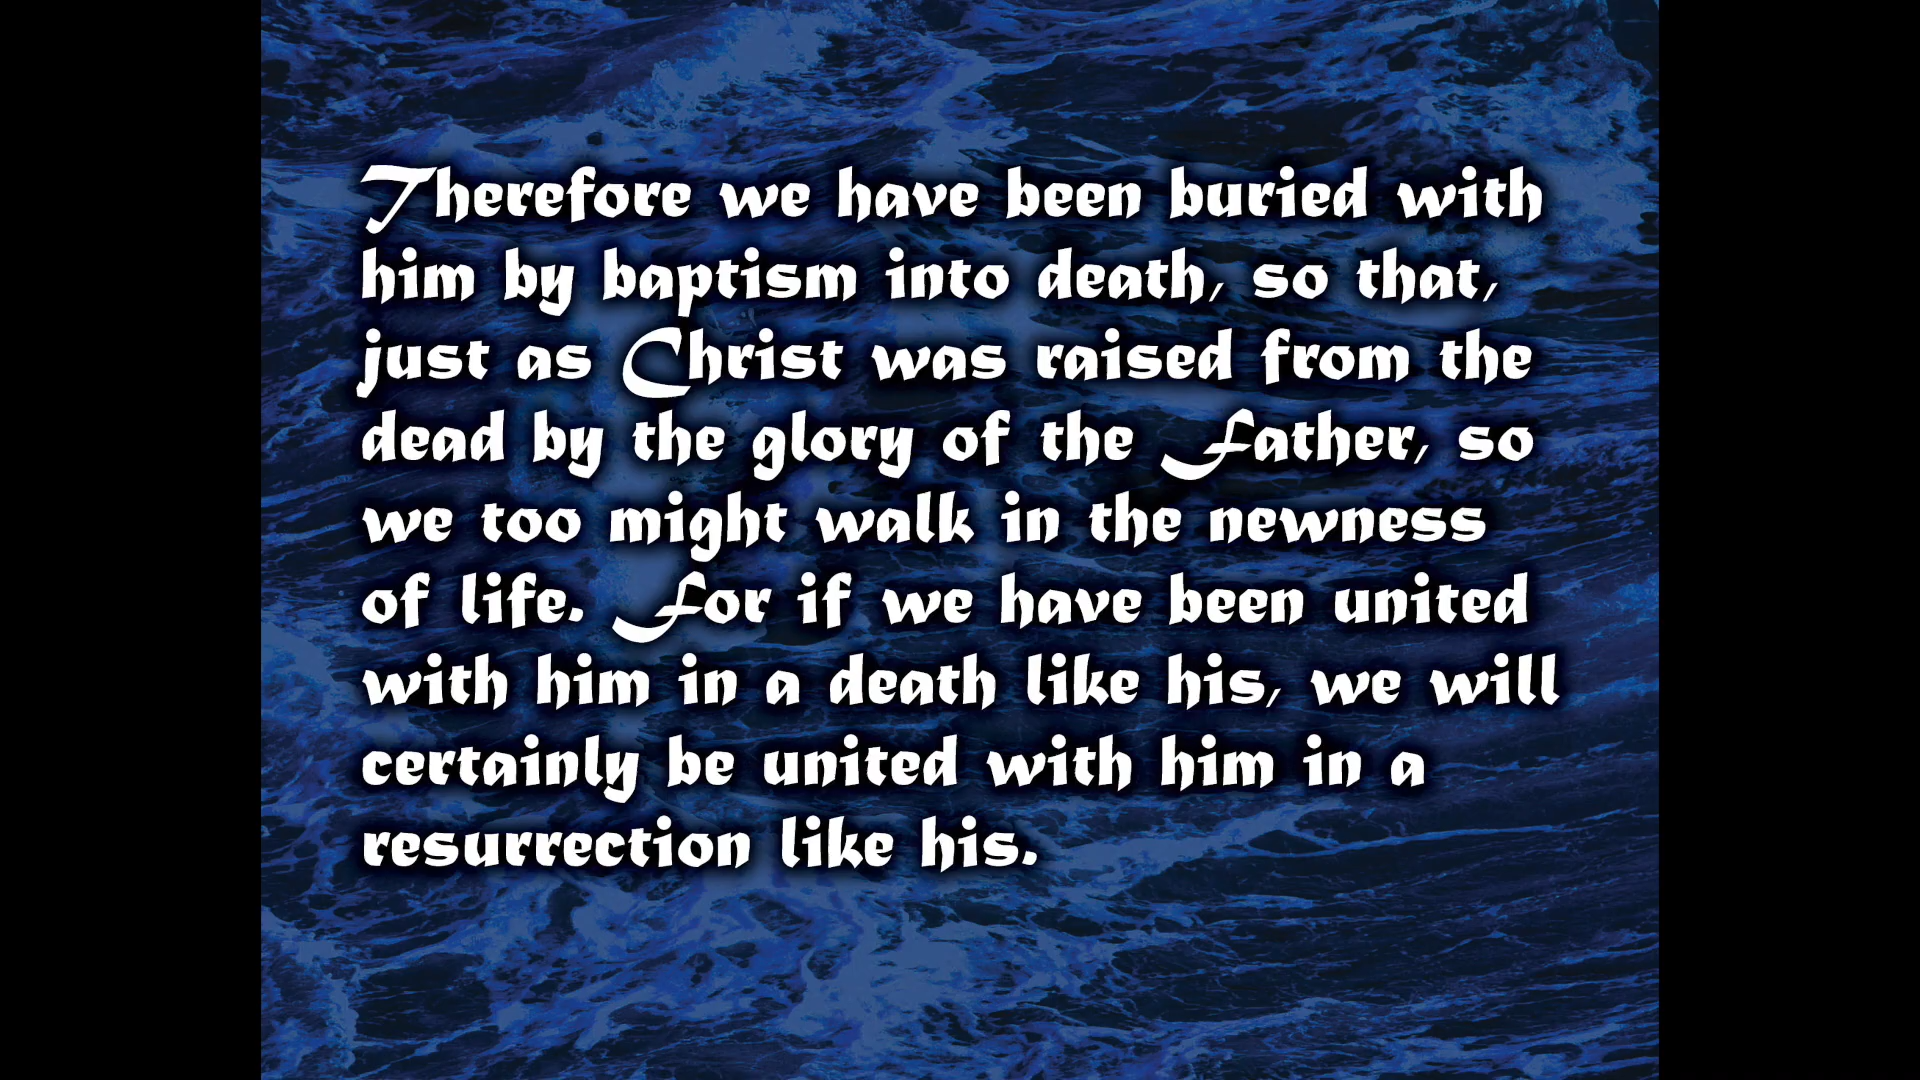 Therefore we have been buried with
him by baptism into death, so that,
just as Christ was raised from the
dead by the glory of the Father, so
we too might walk in the newness
of life. For if we have been united
with him in a death like his, we will
certainly be united with him in a
resurrection like his.